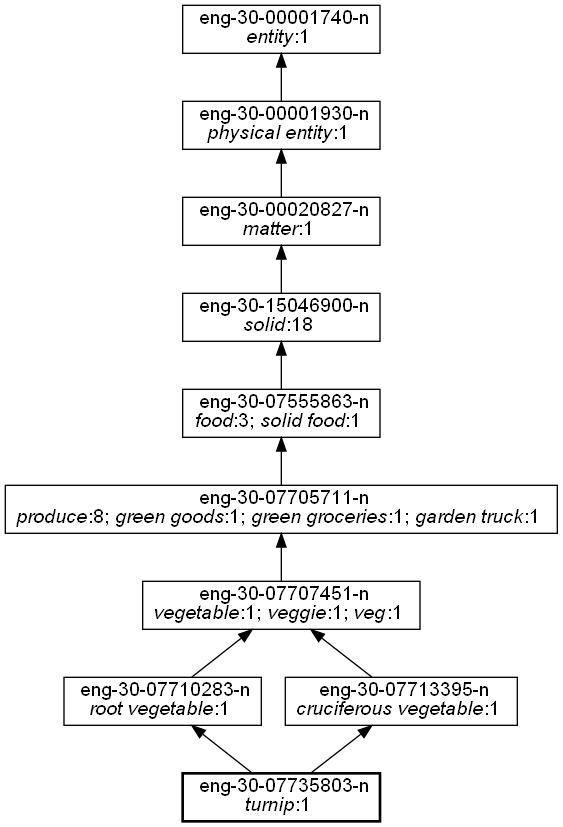 eng-30-00001740-n
entity:1
eng-30-00001930-n
physical entity:1
eng-30-00020827-n
matter:1
eng-30-15046900-n
solid:18
eng-30-07555863-n
food:3; solid food:1
eng-30-07705711-n
produce:8; green goods:1; green groceries:1; garden truck:1
eng-30-07707451-n
vegetable:1; veggie:1; veg:1
eng-30-07710283-n
root vegetable:1
eng-30-07713395-n
cruciferous vegetable:1
eng-30-07735803-n
turnip:1